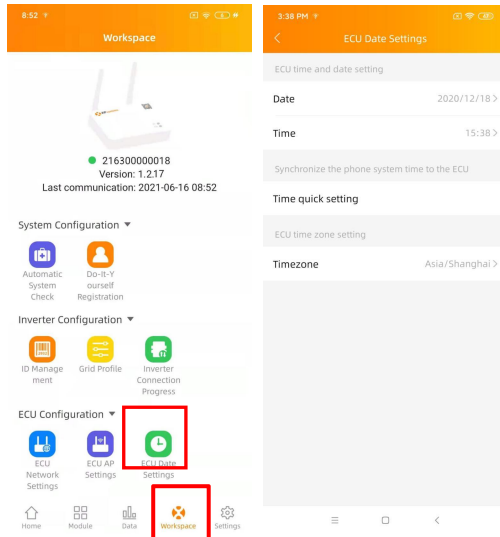 8:52
Workspace
216300000018
Version: 1.2.17
Last communication: 2021-06-16 08:52
System Configuration
Automatic
System
Check
Do-It-Y
ourself
Registration
Inverter Configuration
ID Manage
ment
Grid Profile
Inverter
Connection
Progress
ECU Configuration
ECU
Network
Settings
ECU AP
Settings
ECU Date
Settings
Home
Module
Data
Workspace
Settings
3:38 PM
ECU Date Settings
ECU time and date setting
Date 2020/12/18
Time 15:38
Synchronize the phone system time to the ECU
Time quick setting
ECU time zone setting
Timezone Asia/Shanghai